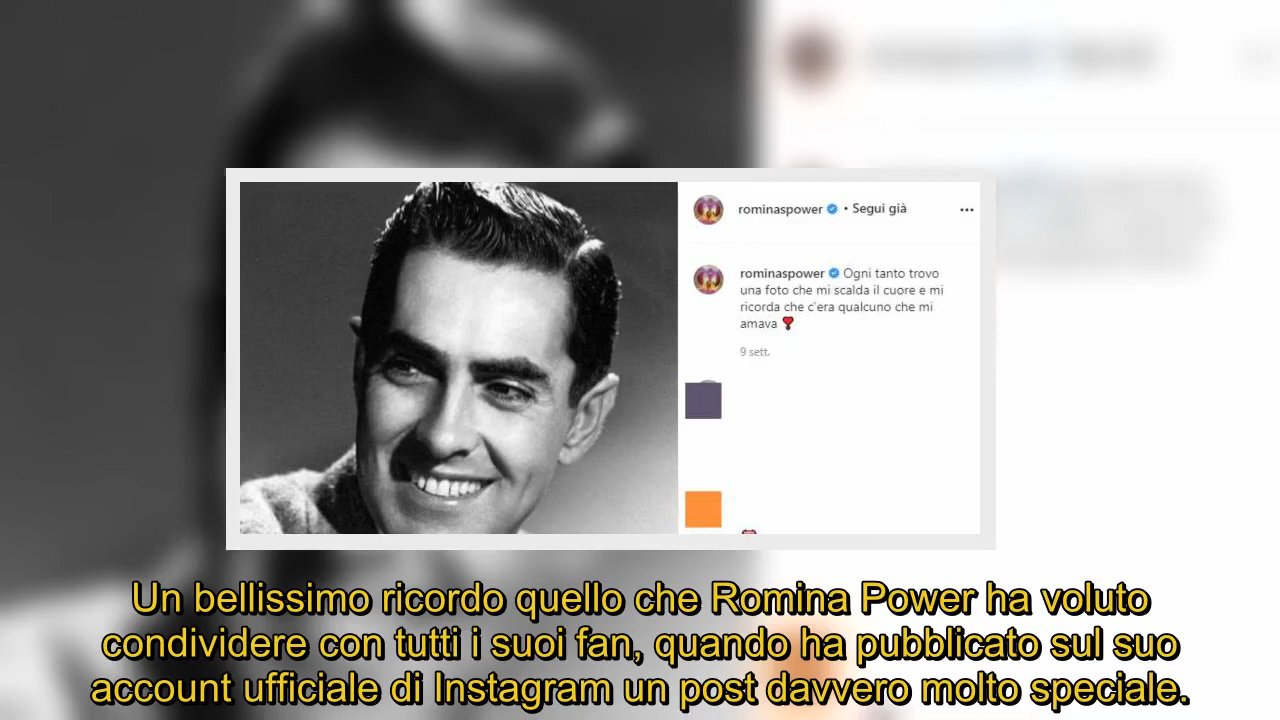 rominaspower • Segui già
rominaspower Ogni tanto trovo
una foto che mi scalda il cuore e mi
ricorda che c'era qualcuno che mi
amava
9 sett.
Un bellissimo ricordo quello che Romina Power ha voluto
condividere con tutti i suoi fan, quando ha pubblicato sul suo
account ufficiale di Instagram un post davvero molto speciale.